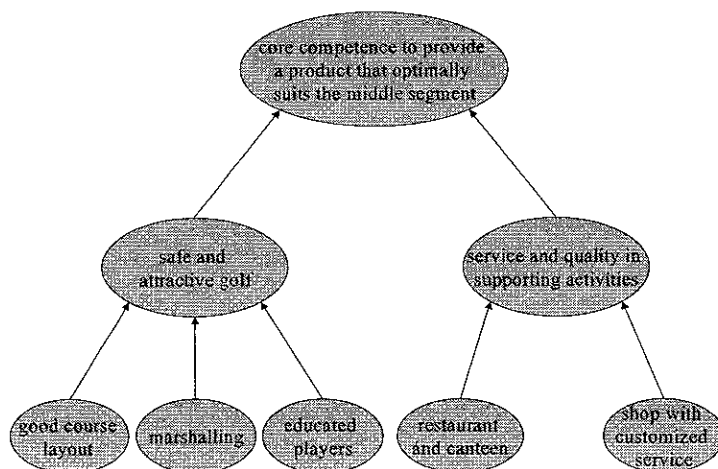 core competence to provide
a product that optimally
suits the middle segment
safe and
attractive golf
service and quality in
supporting activities
good course
layout
marshalling
educated
players
restaurant
and canteen
shop with
customized
service